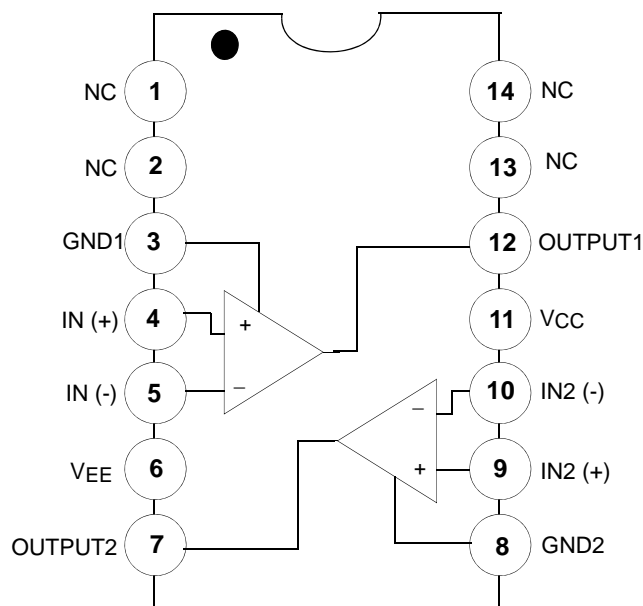 NC 1
14 NC
NC 2
13 NC
GND1 3
12 OUTPUT1
IN (+) 4
+
11 VCC
IN (-) 5
−
10 IN2 (-)
−
VEE 6
+
9 IN2 (+)
OUTPUT2 7
8 GND2